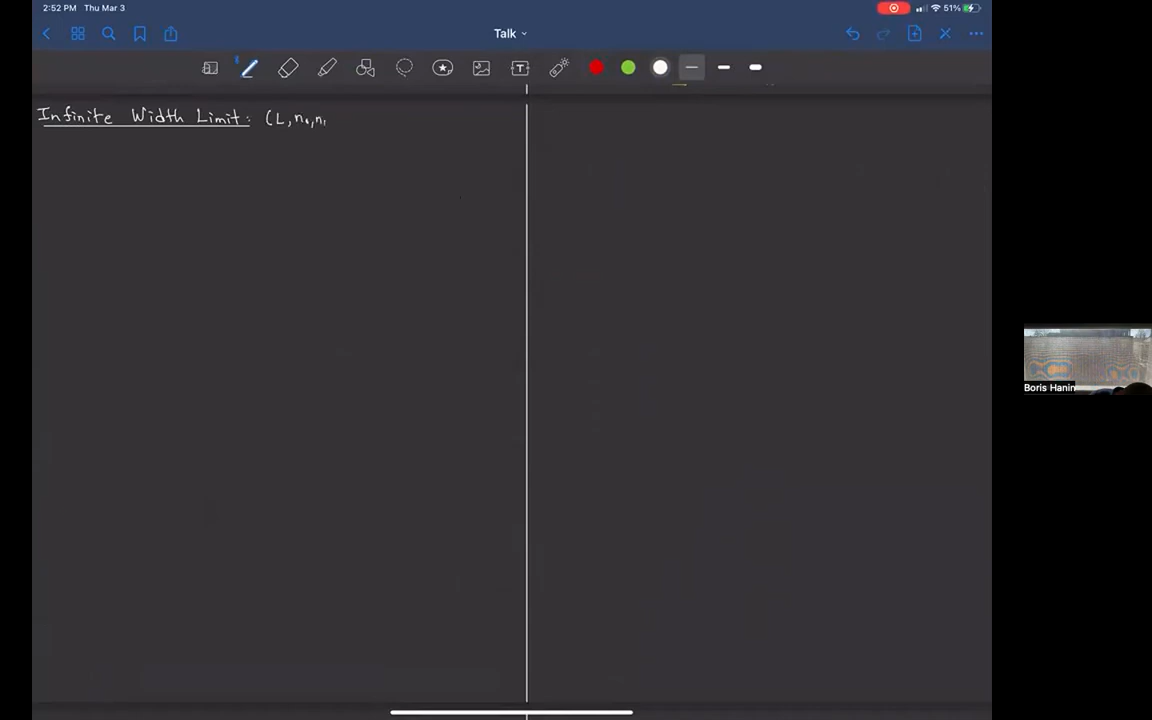 2:52 PM Thu Mar 3
51%
Talk
T
Infinite Width Limit: (L, n₀, n₁
Boris Hanin